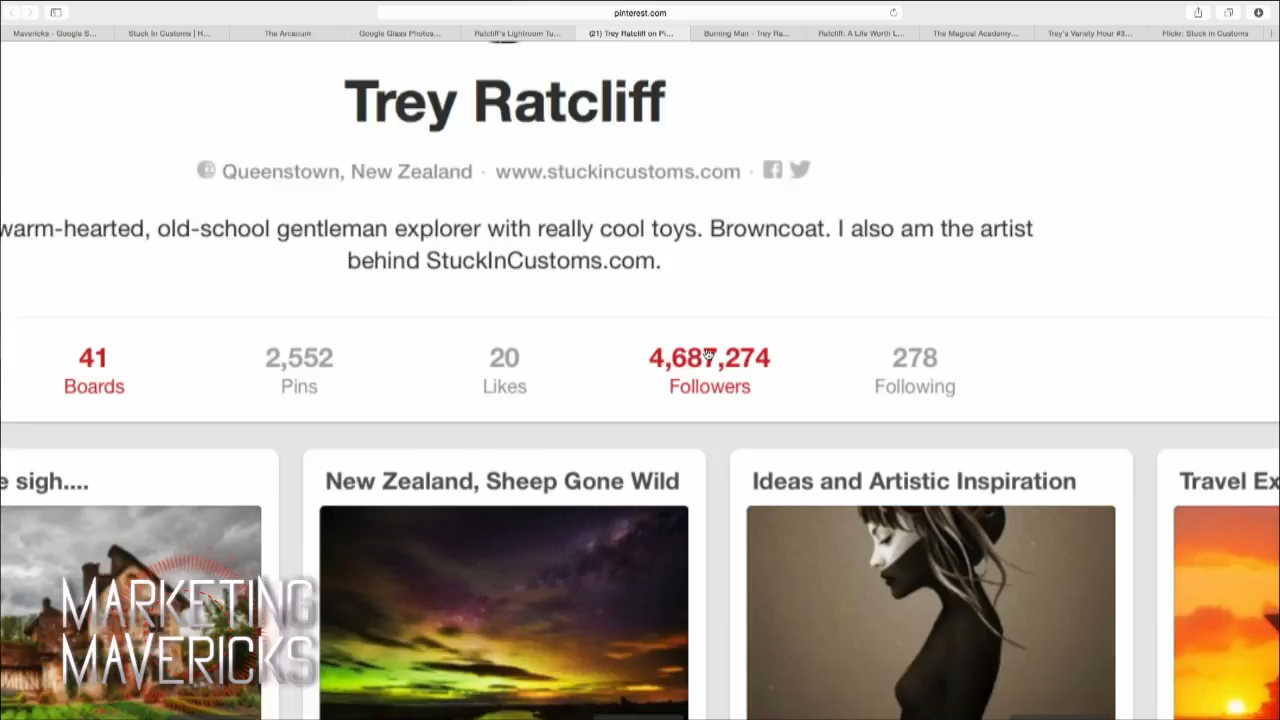 pinterest.com
Mavericks - Google S... Stuck In Customs | H... The Arcanum Google Glass Photos... Ratcliff's Lightroom Tu... (21) Trey Ratcliff on Pi... Burning Man - Trey Ra... Ratcliff: A Life Worth L... The Magical Academy... Trey's Variety Hour #3... Flickr: Stuck in Customs
Trey Ratcliff
Queenstown, New Zealand · www.stuckincustoms.com ·
warm-hearted, old-school gentleman explorer with really cool toys. Browncoat. I also am the artist
behind StuckInCustoms.com.
41 2,552 20 4,687,274 278
Boards Pins Likes Followers Following
e sigh.... New Zealand, Sheep Gone Wild Ideas and Artistic Inspiration Travel Ex
MARKETING
MAVERICKS